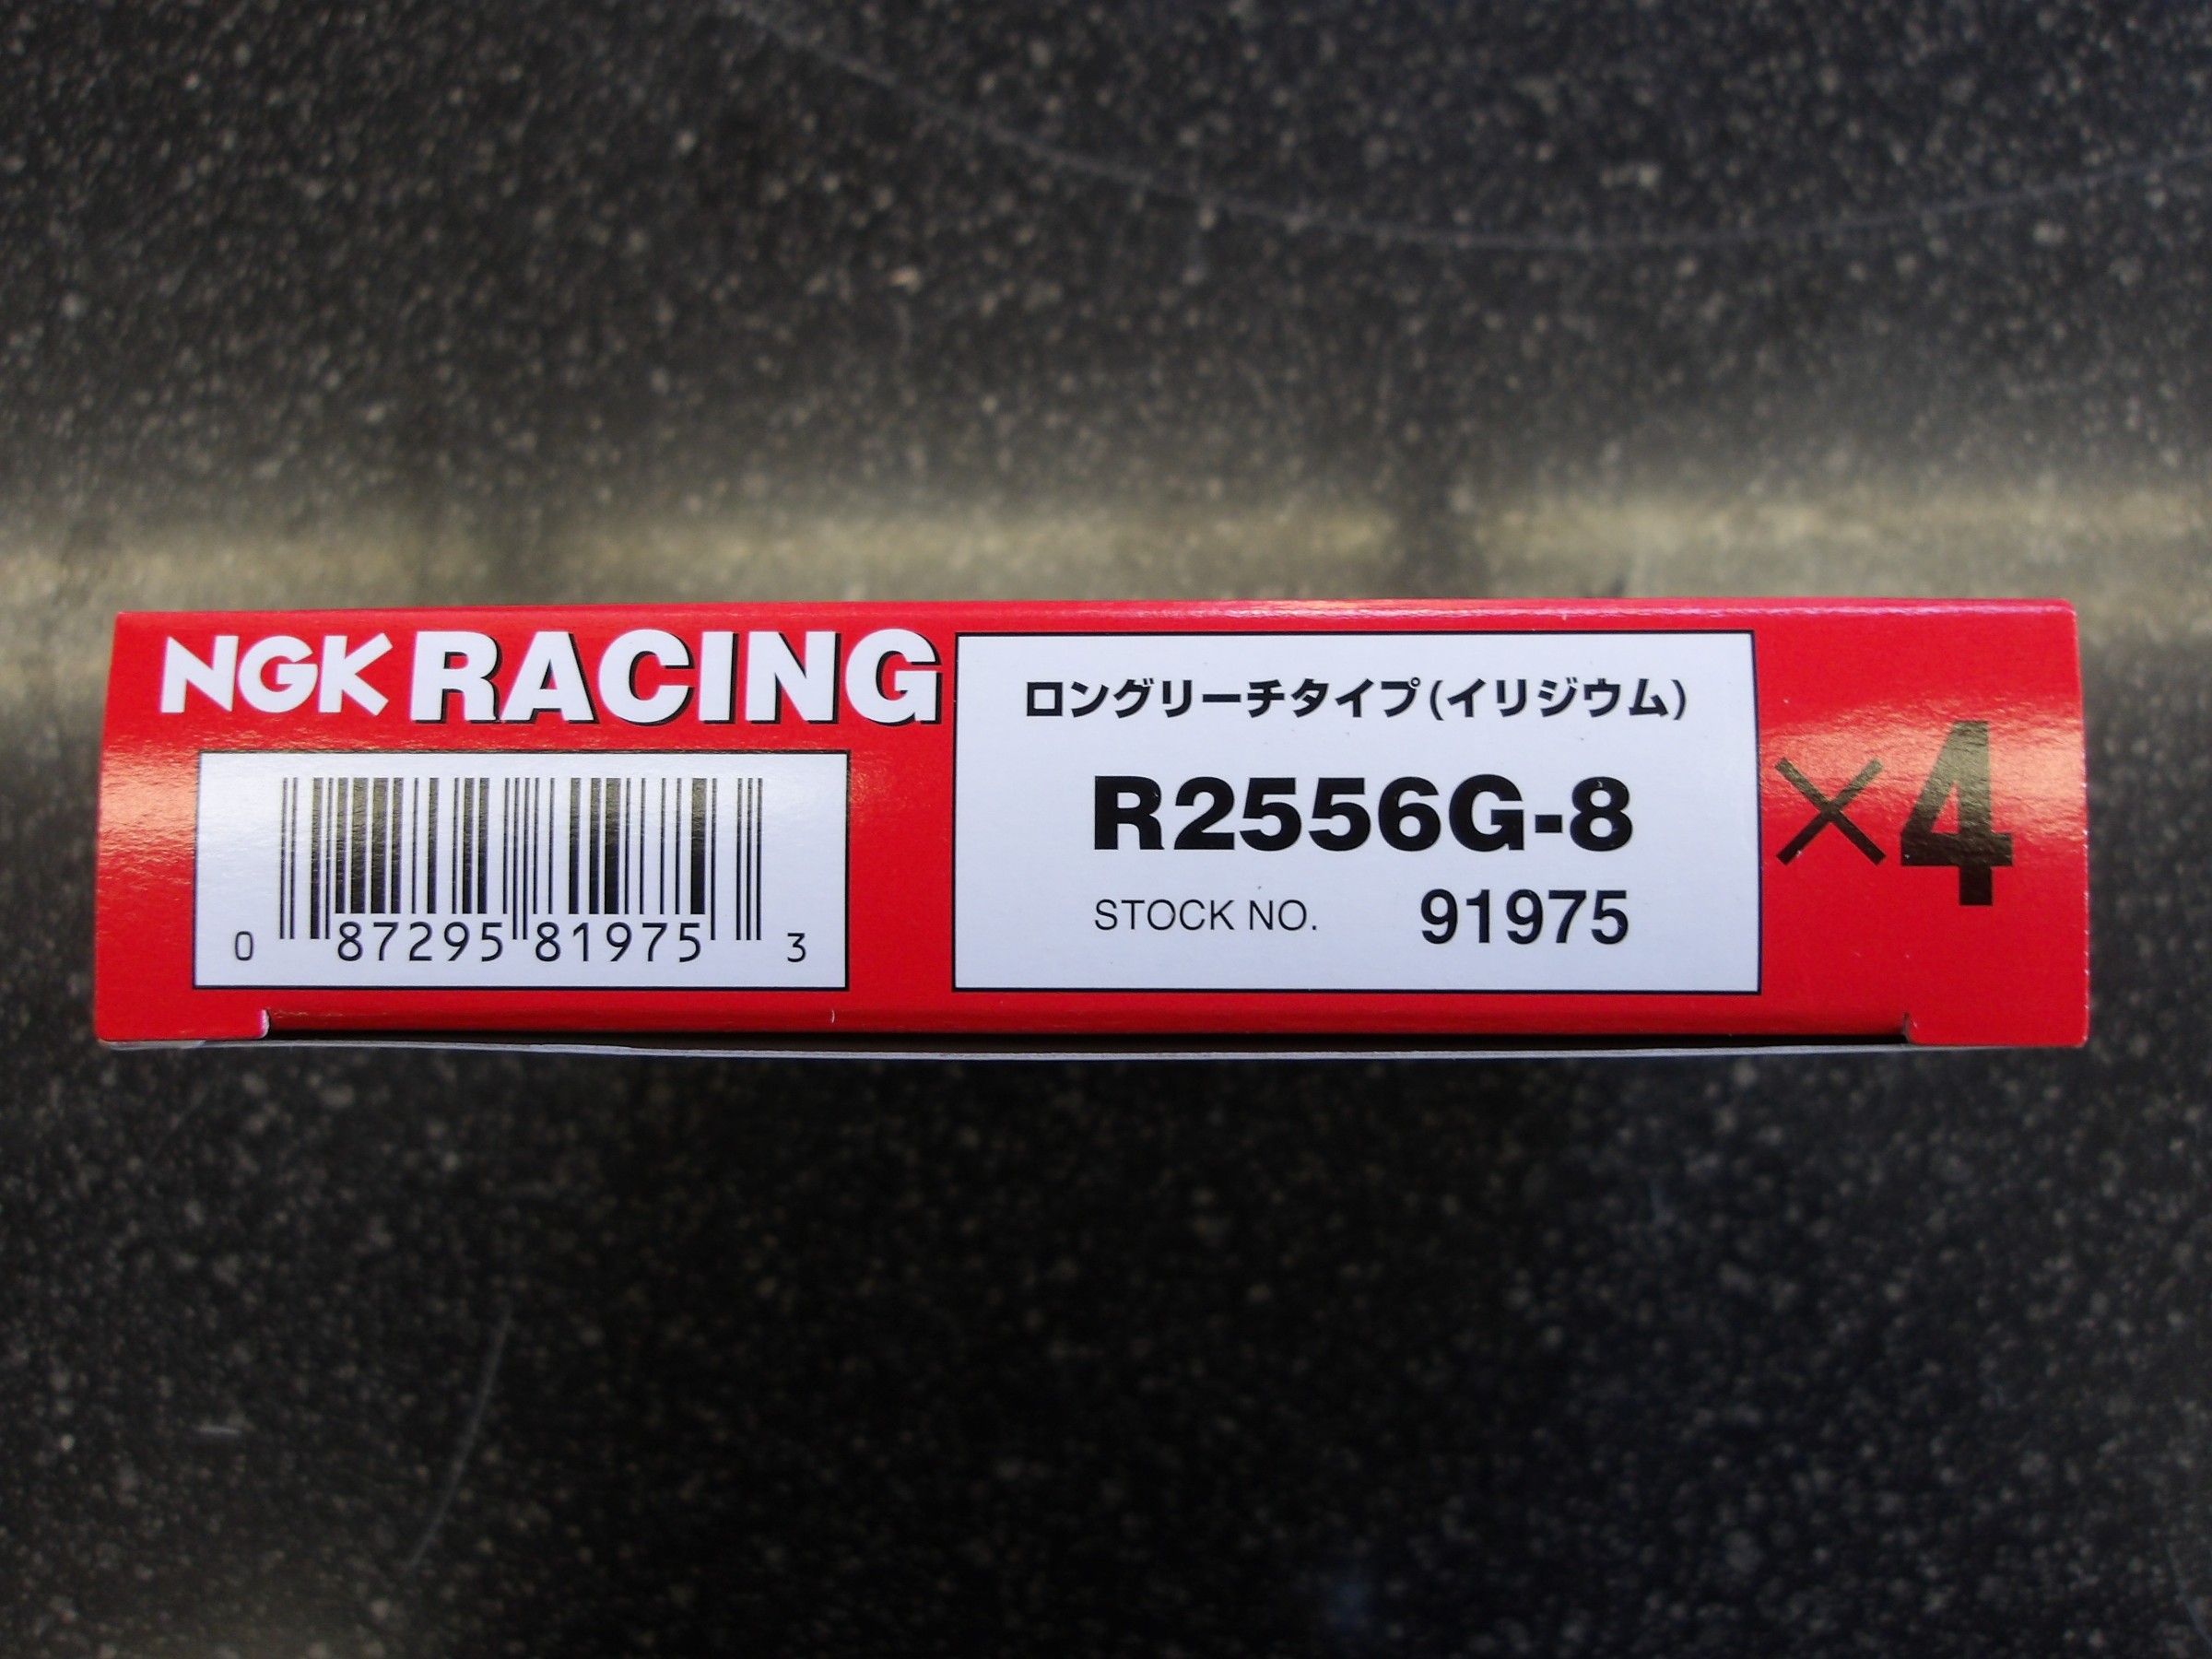 NGK RACING
0 87295 81975 3
ロングリーチタイプ(イリジウム)
R2556G-8
STOCK NO. 91975
×4